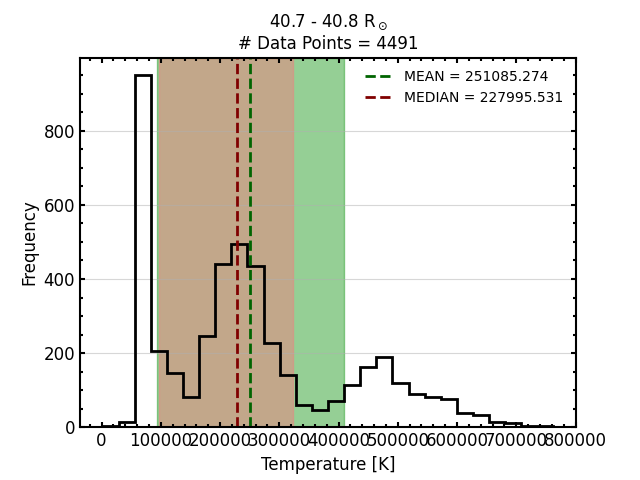 40.7 - 40.8 R⊙
# Data Points = 4491
MEAN = 251085.274
MEDIAN = 227995.531
Frequency
800
600
400
200
0
0 100000 200000 300000 400000 500000 600000 700000 800000
Temperature [K]